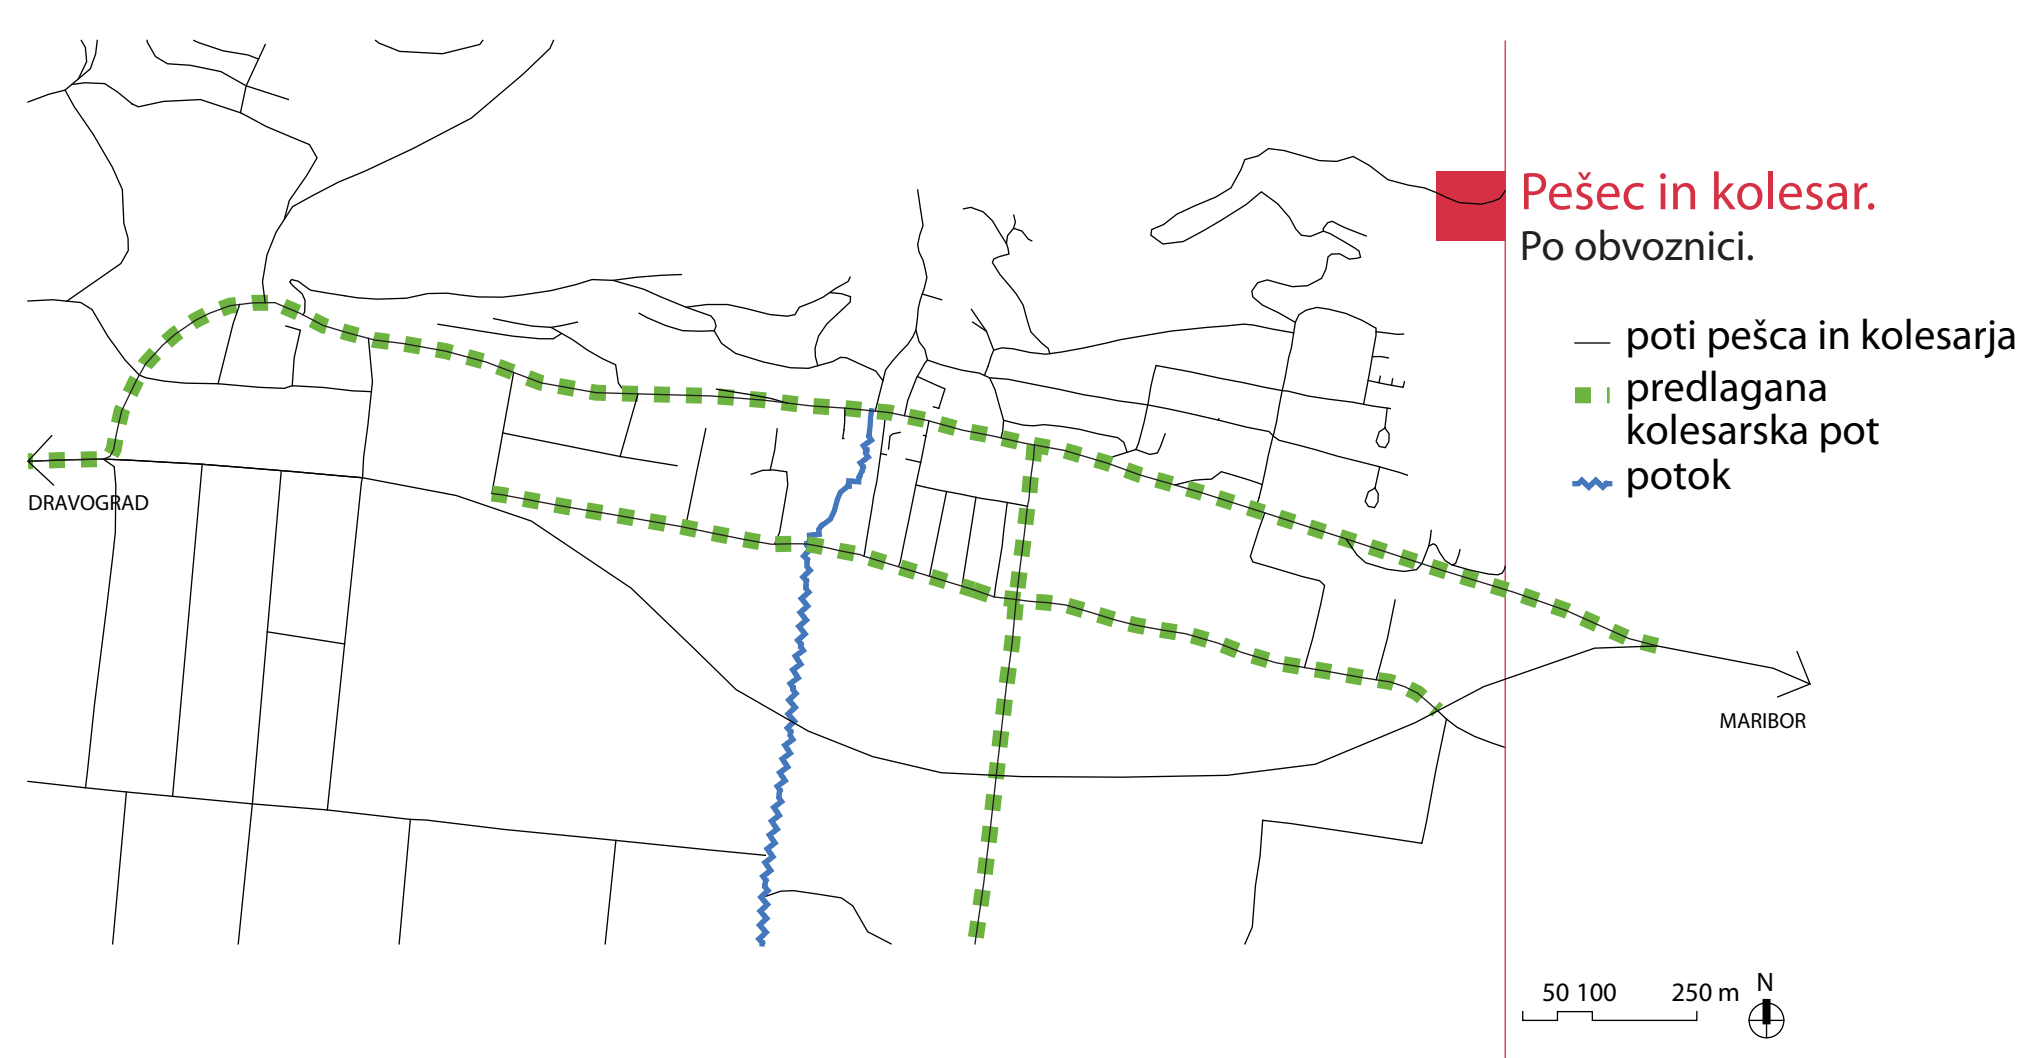 Pešec in kolesar.
Po obvoznici.
poti pešca in kolesarja
predlagana
kolesarska pot
potok
DRAVOGRAD
MARIBOR
50 100 250 m
N